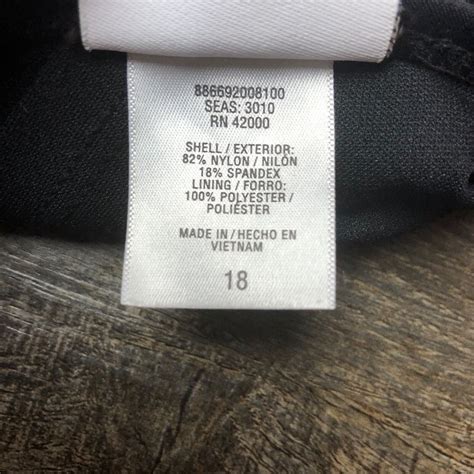 886692008100
SEAS: 3010
RN 42000
SHELL / EXTERIOR:
82% NYLON / NILÓN
18% SPANDEX
LINING / FORRO:
100% POLYESTER /
POLIÉSTER
MADE IN / HECHO EN
VIETNAM
18